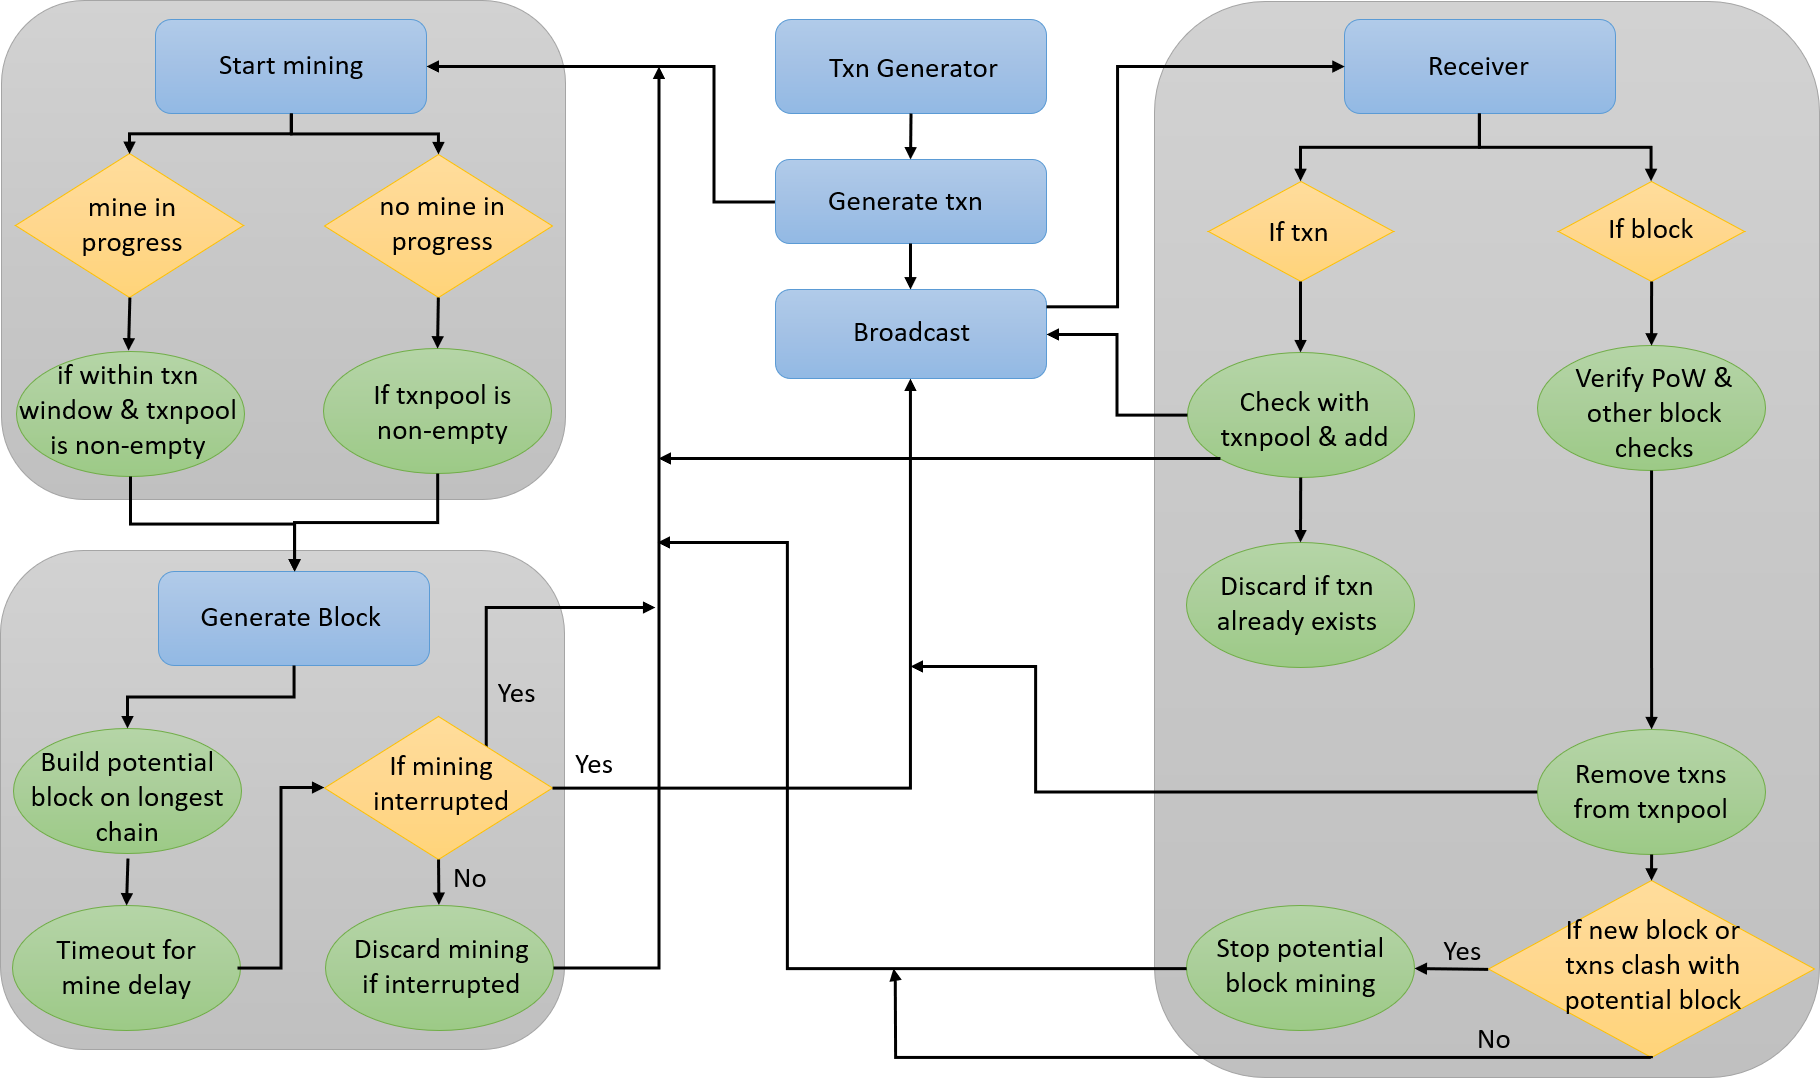 Start mining
mine in
progress
no mine in
progress
if within txn
window & txnpool
is non-empty
If txnpool is
non-empty
Generate Block
Yes
Build potential
block on longest
chain
If mining
interrupted
Yes
No
Timeout for
mine delay
Discard mining
if interrupted
Txn Generator
Generate txn
Broadcast
Receiver
If txn
If block
Check with
txnpool & add
Verify PoW &
other block
checks
Discard if txn
already exists
Remove txns
from txnpool
If new block or
txns clash with
potential block
Yes
Stop potential
block mining
No